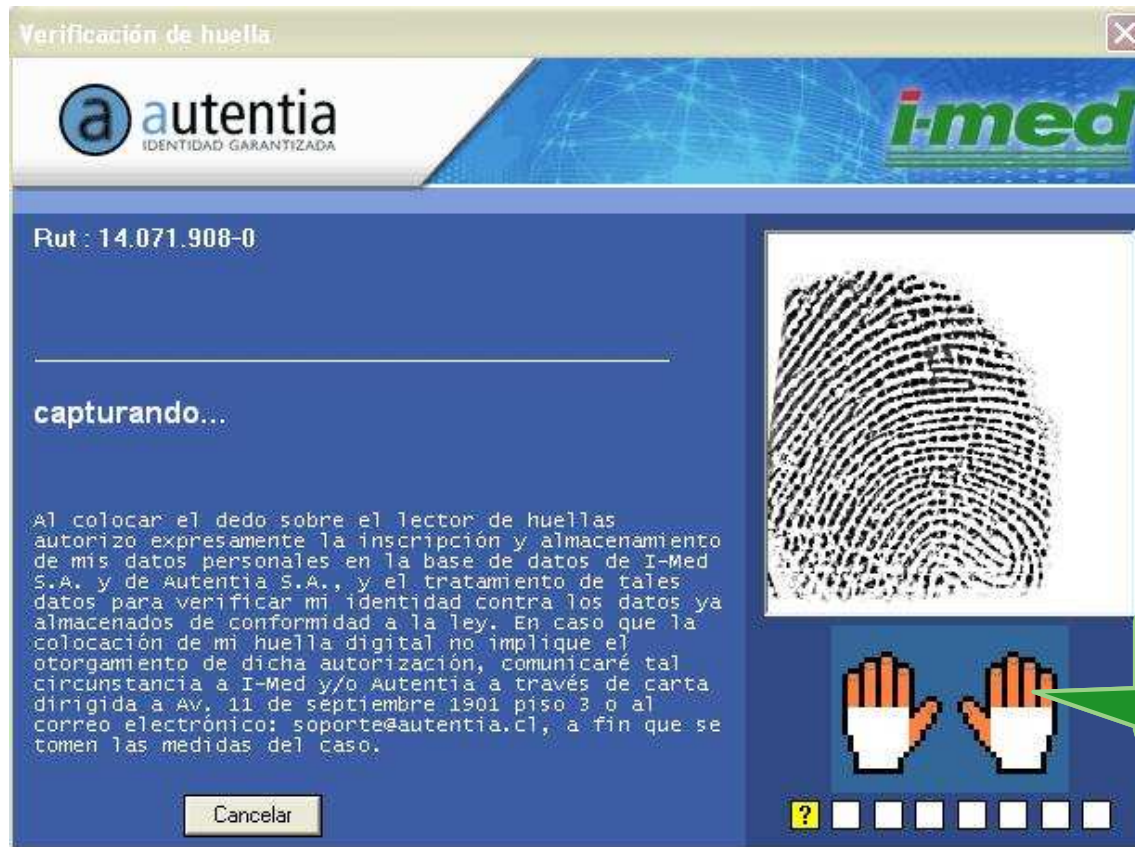 Verificación de huella
autentia
IDENTIDAD GARANTIZADA
i-med
Rut : 14.071.908-0
capturando...
Al colocar el dedo sobre el lector de huellas
autorizo expresamente la inscripción y almacenamiento
de mis datos personales en la base de datos de I-Med
S.A. y de Autentia S.A., y el tratamiento de tales
datos para verificar mi identidad contra los datos ya
almacenados de conformidad a la ley. En caso que la
colocación de mi huella digital no implique el
otorgamiento de dicha autorización, comunicaré tal
circunstancia a I-Med y/o Autentia a través de carta
dirigida a Av. 11 de septiembre 1901 piso 3 o al
correo electrónico: soporte@autentia.cl, a fin que se
tomen las medidas del caso.
Cancelar
?